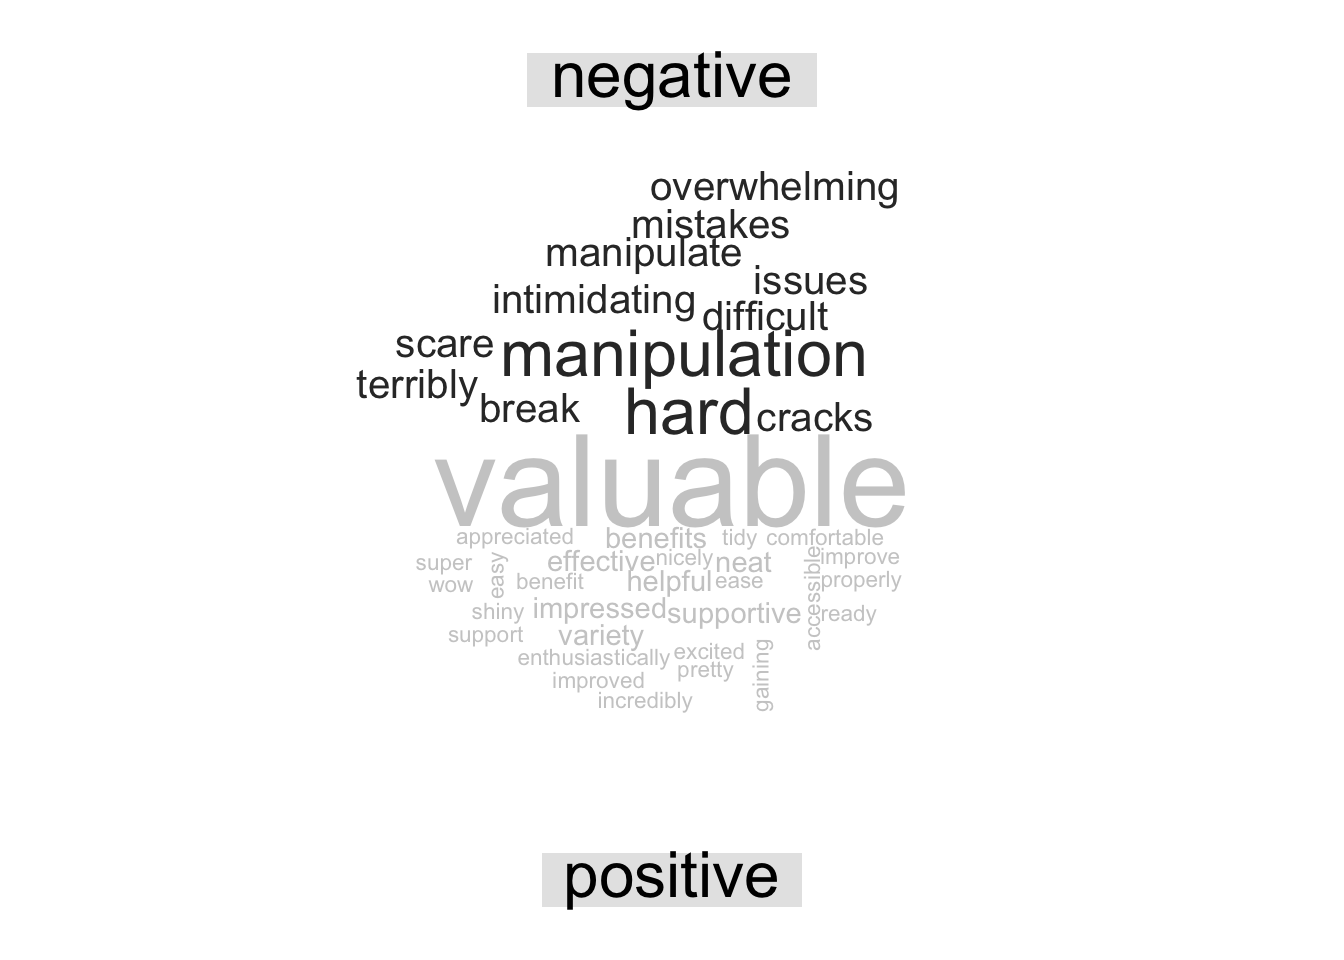 negative
overwhelming
mistakes
manipulate
issues
intimidating
difficult
scare
manipulation
terribly
break
hard
cracks
valuable
appreciated benefits tidy comfortable
super effective nicely neat improve
easy
accessible
wow benefit helpful ease properly
shiny impressed supportive ready
support variety
enthusiastically excited
pretty
gaining
improved
incredibly
positive